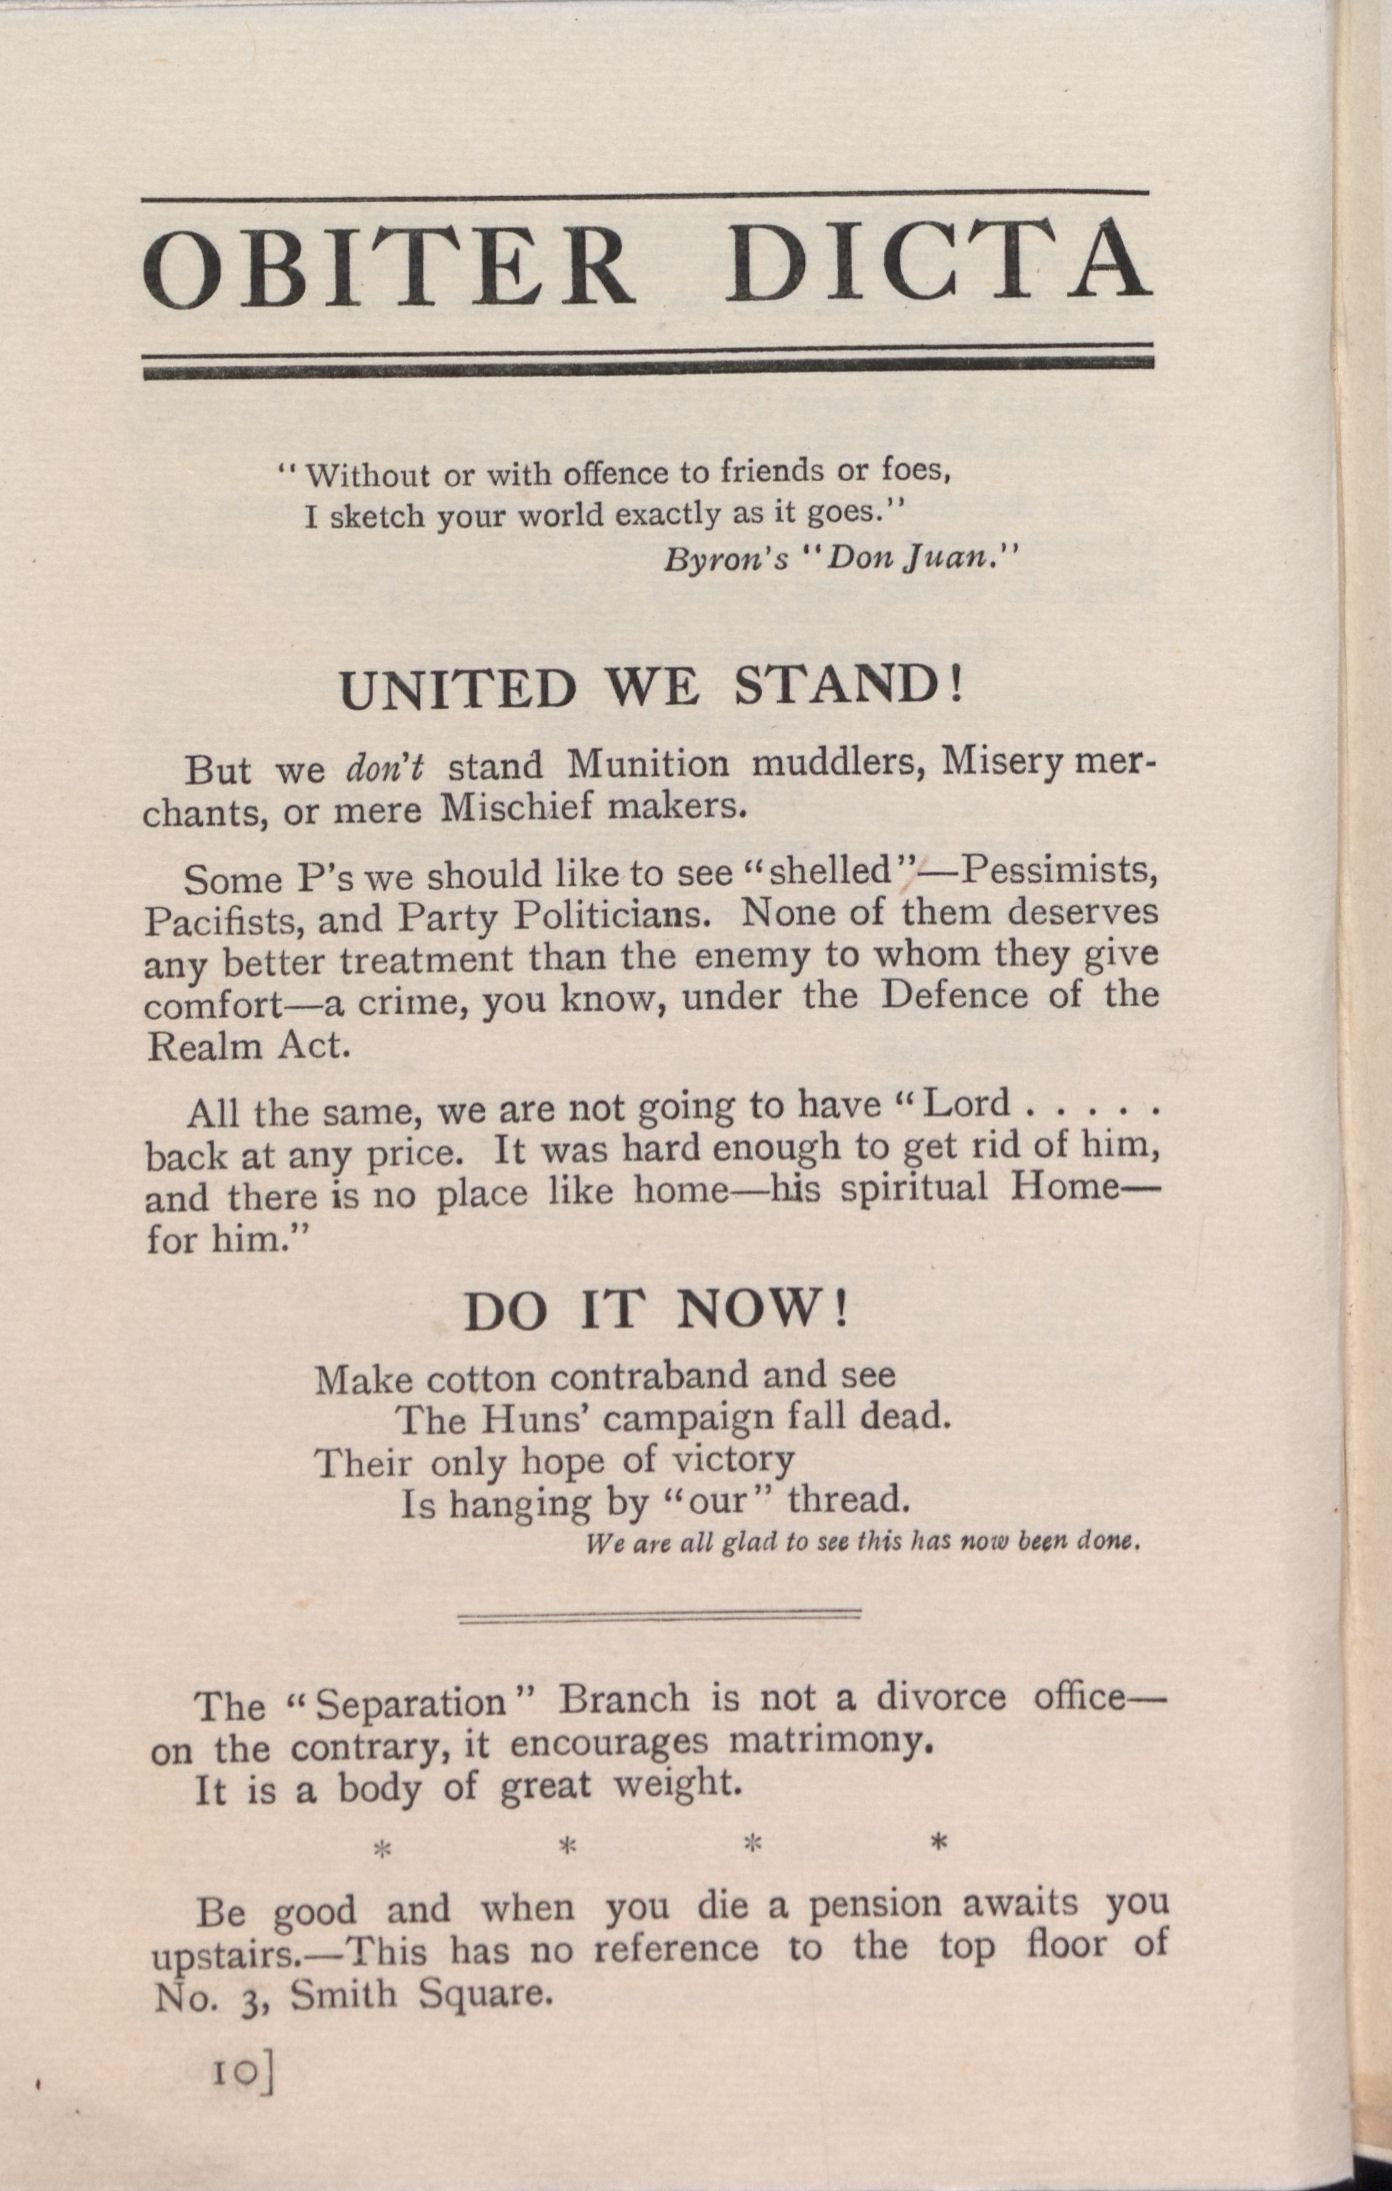 OBITER DICTA
"Without or with offence to friends or foes,
I sketch your world exactly as it goes."
Byron's "Don Juan."
UNITED WE STAND!
But we don't stand Munition muddlers, Misery mer-
chants, or mere Mischief makers.
Some P's we should like to see "shelled"—Pessimists,
Pacifists, and Party Politicians. None of them deserves
any better treatment than the enemy to whom they give
comfort—a crime, you know, under the Defence of the
Realm Act.
All the same, we are not going to have "Lord . . . . .
back at any price. It was hard enough to get rid of him,
and there is no place like home—his spiritual Home—
for him."
DO IT NOW!
Make cotton contraband and see
The Huns' campaign fall dead.
Their only hope of victory
Is hanging by "our" thread.
We are all glad to see this has now been done.
The "Separation" Branch is not a divorce office—
on the contrary, it encourages matrimony.
It is a body of great weight.
* * * *
Be good and when you die a pension awaits you
upstairs.—This has no reference to the top floor of
No. 3, Smith Square.
10]